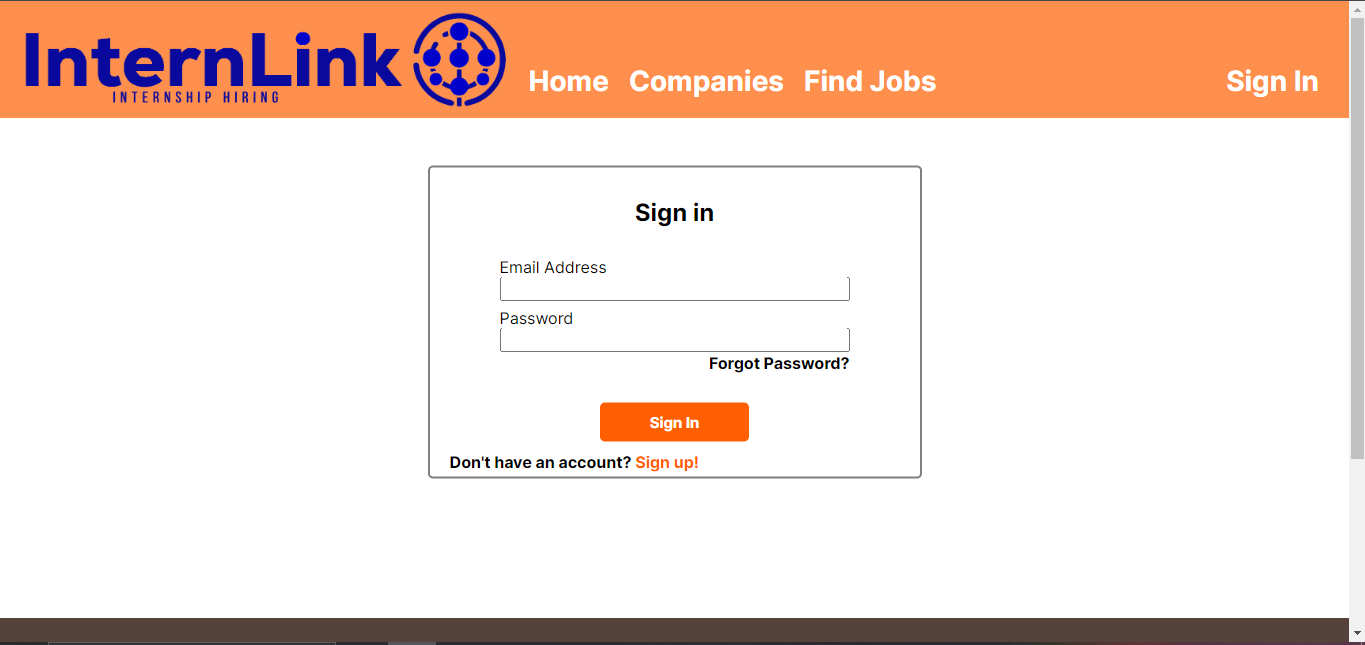 InternLink
INTERNSHIP HIRING
Home Companies Find Jobs Sign In
Sign in
Email Address
Password
Forgot Password?
Sign In
Don't have an account? Sign up!